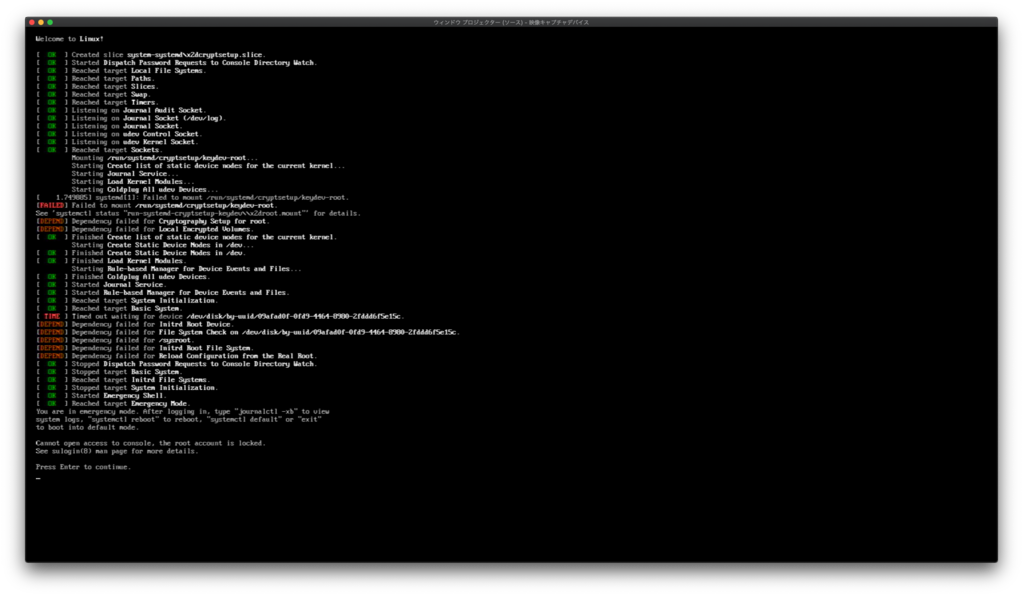 ウィンドウ プロジェクター (ソース) - 映像キャプチャデバイス
Welcome to Linux!
[  OK  ] Created slice system-systemd\x2dcryptsetup.slice.
[  OK  ] Started Dispatch Password Requests to Console Directory Watch.
[  OK  ] Reached target Local File Systems.
[  OK  ] Reached target Paths.
[  OK  ] Reached target Slices.
[  OK  ] Reached target Swap.
[  OK  ] Reached target Timers.
[  OK  ] Listening on Journal Audit Socket.
[  OK  ] Listening on Journal Socket (/dev/log).
[  OK  ] Listening on Journal Socket.
[  OK  ] Listening on udev Control Socket.
[  OK  ] Listening on udev Kernel Socket.
[  OK  ] Reached target Sockets.
Mounting /run/systemd/cryptsetup/keydev-root...
Starting Create list of static device nodes for the current kernel...
Starting Journal Service...
Starting Load Kernel Modules...
Starting Coldplug All udev Devices...
[    1.749885] systemd[1]: Failed to mount /run/systemd/cryptsetup/keydev-root.
[FAILED] Failed to mount /run/systemd/cryptsetup/keydev-root.
See 'systemctl status "run-systemd-cryptsetup-keydev\\x2droot.mount"' for details.
[DEPEND] Dependency failed for Cryptography Setup for root.
[DEPEND] Dependency failed for Local Encrypted Volumes.
[  OK  ] Finished Create list of static device nodes for the current kernel.
Starting Create Static Device Nodes in /dev...
[  OK  ] Finished Create Static Device Nodes in /dev.
[  OK  ] Finished Load Kernel Modules.
Starting Rule-based Manager for Device Events and Files...
[  OK  ] Finished Coldplug All udev Devices.
[  OK  ] Started Journal Service.
[  OK  ] Started Rule-based Manager for Device Events and Files.
[  OK  ] Reached target System Initialization.
[  OK  ] Reached target Basic System.
[ TIME ] Timed out waiting for device /dev/disk/by-uuid/09afad0f-0fd9-4464-8980-2fddd6f5e15c.
[DEPEND] Dependency failed for Initrd Root Device.
[DEPEND] Dependency failed for File System Check on /dev/disk/by-uuid/09afad0f-0fd9-4464-8980-2fddd6f5e15c.
[DEPEND] Dependency failed for /sysroot.
[DEPEND] Dependency failed for Initrd Root File System.
[DEPEND] Dependency failed for Reload Configuration from the Real Root.
[  OK  ] Stopped Dispatch Password Requests to Console Directory Watch.
[  OK  ] Stopped target Basic System.
[  OK  ] Reached target Initrd File Systems.
[  OK  ] Stopped target System Initialization.
[  OK  ] Started Emergency Shell.
[  OK  ] Reached target Emergency Mode.
You are in emergency mode. After logging in, type "journalctl -xb" to view
system logs, "systemctl reboot" to reboot, "systemctl default" or "exit"
to boot into default mode.
Cannot open access to console, the root account is locked.
See sulogin(8) man page for more details.
Press Enter to continue.